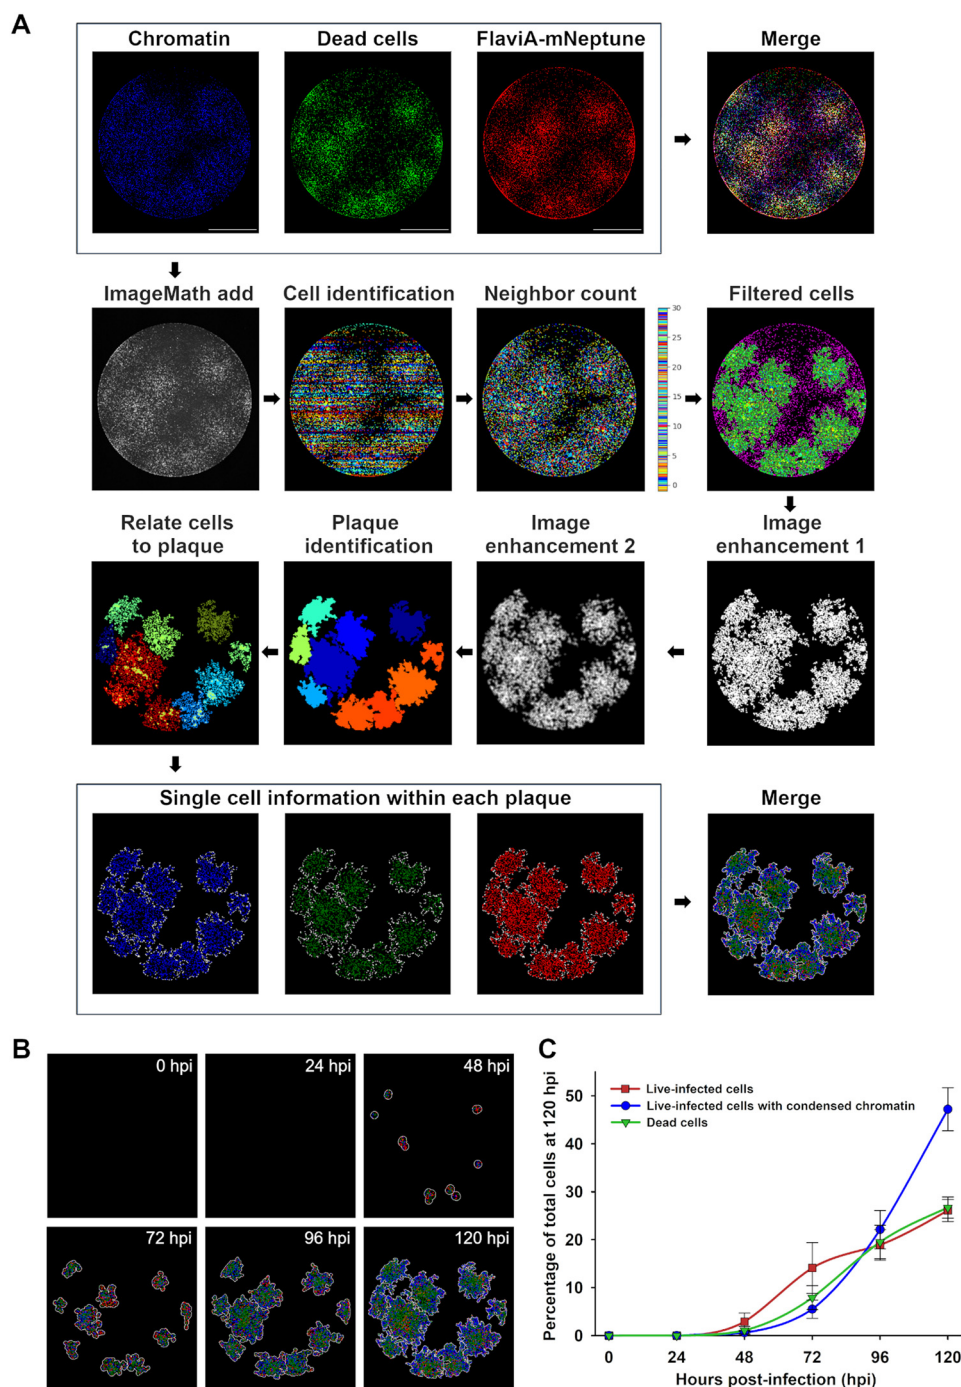 A
Chromatin
Dead cells
FlaviA-mNeptune
Merge
ImageMath add
Cell identification
Neighbor count
Filtered cells
30
25
20
15
10
5
0
Relate cells
to plaque
Plaque
identification
Image
enhancement 2
Image
enhancement 1
Single cell information within each plaque
Merge
B
0 hpi
24 hpi
48 hpi
72 hpi
96 hpi
120 hpi
C
Percentage of total cells at 120 hpi
50
40
30
20
10
0
Live-infected cells
Live-infected cells with condensed chromatin
Dead cells
0 24 48 72 96 120
Hours post-infection (hpi)